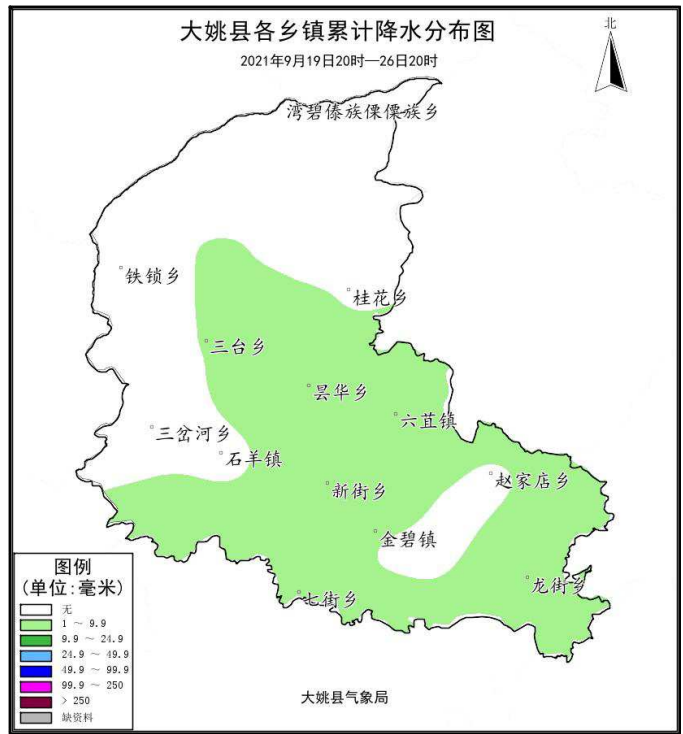 大姚县各乡镇累计降水分布图
2021年9月19日20时—26日20时
北
湾碧傣族傈僳族乡
铁锁乡
桂花乡
三台乡
昙华乡
六苴镇
三岔河乡
石羊镇
新街乡
赵家店乡
金碧镇
七街乡
龙街乡
图例
(单位:毫米)
无
1 ~ 9.9
9.9 ~ 24.9
24.9 ~ 49.9
49.9 ~ 99.9
99.9 ~ 250
> 250
缺资料
大姚县气象局